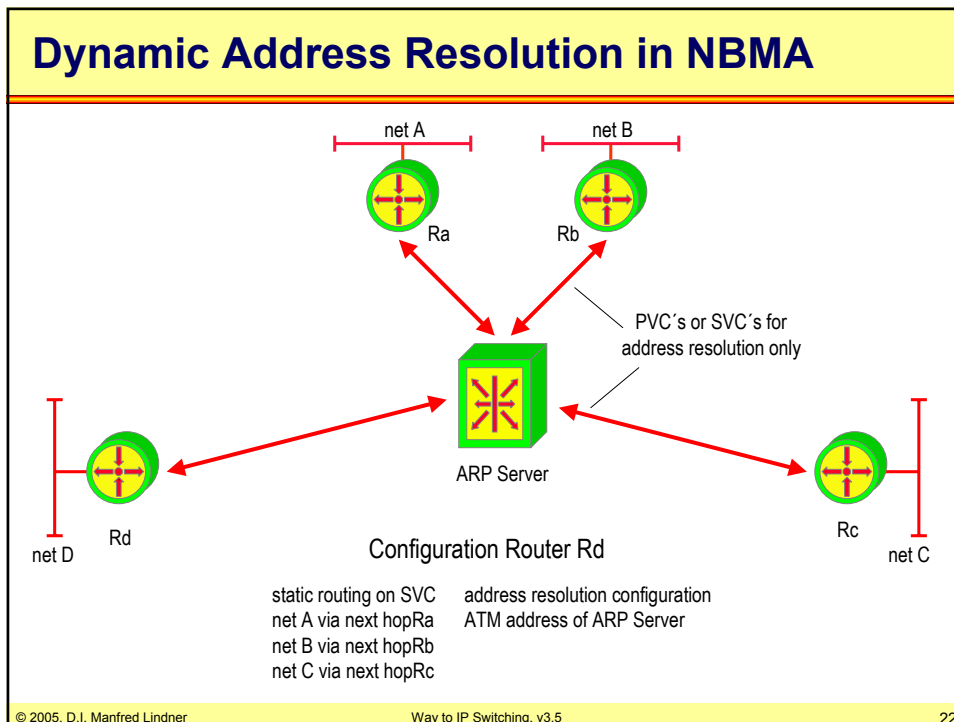 Dynamic Address Resolution in NBMA
net A
net B
Ra
Rb
PVC´s or SVC´s for
address resolution only
ARP Server
Rd
Rc
net D
net C
Configuration Router Rd
static routing on SVC address resolution configuration
net A via next hopRa ATM address of ARP Server
net B via next hopRb
net C via next hopRc
© 2005, D.I. Manfred Lindner Way to IP Switching, v3.5 22